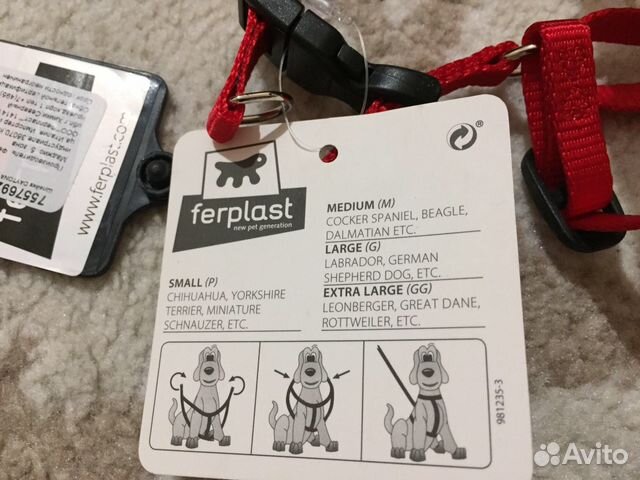 ferplast
new pet generation
SMALL (P)
CHIHUAHUA, YORKSHIRE
TERRIER, MINIATURE
SCHNAUZER, ETC.
MEDIUM (M)
COCKER SPANIEL, BEAGLE,
DALMATIAN ETC.
LARGE (G)
LABRADOR, GERMAN
SHEPHERD DOG, ETC.
EXTRA LARGE (GG)
LEONBERGER, GREAT DANE,
ROTTWEILER, ETC.
981235-3
www.ferplast.com
Avito